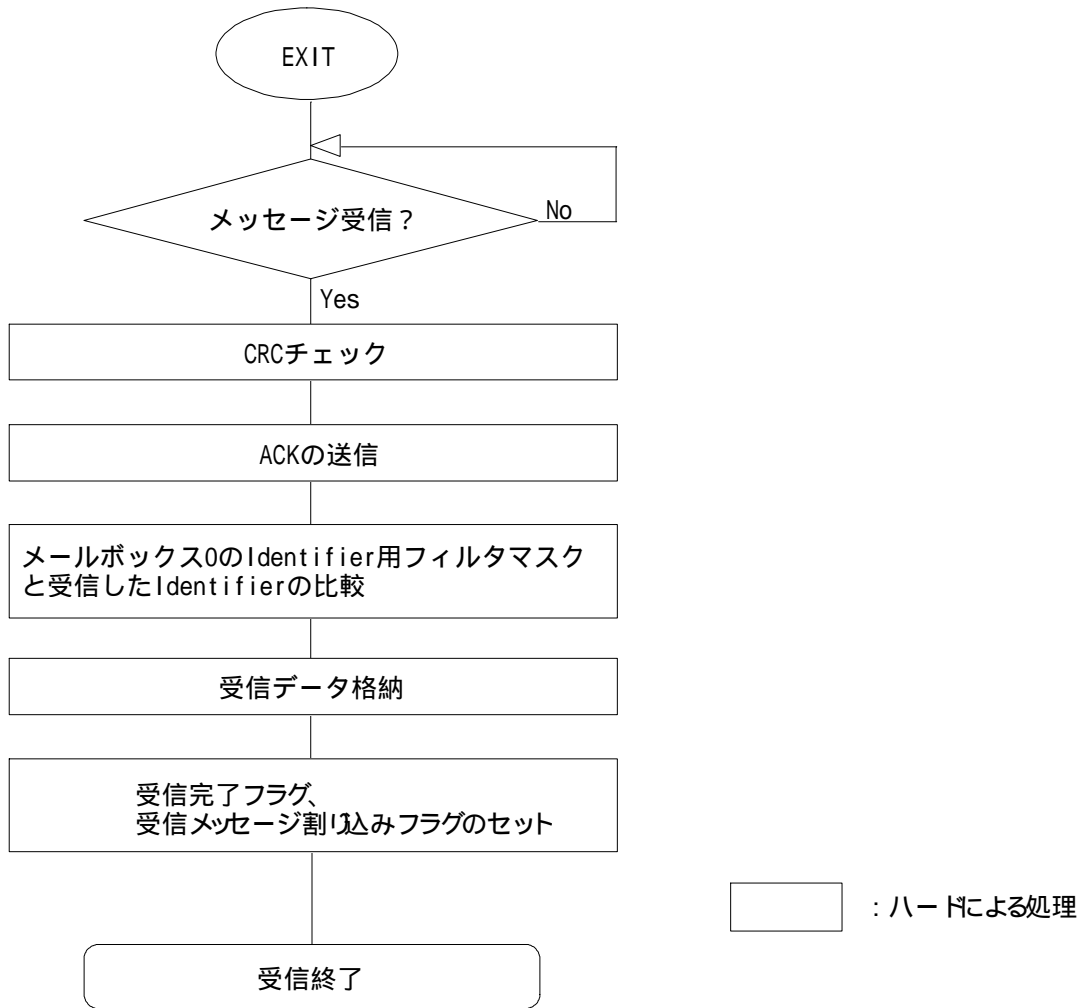 EXIT
メッセージ受信？
No
Yes
CRCチェック
ACKの送信
メールボックス0のIdentifier用フィルタマスク
と受信したIdentifierの比較
受信データ格納
受信完了フラグ、
受信メッセージ割り込みフラグのセット
：ハードによる処理
受信終了